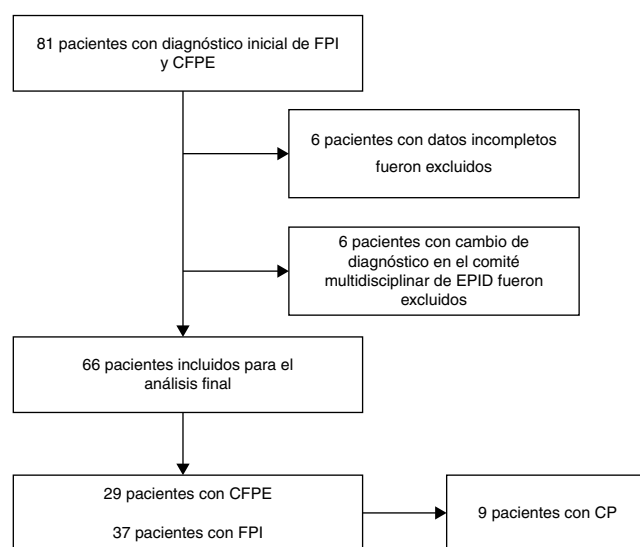 81 pacientes con diagnóstico inicial de FPI
y CFPE
6 pacientes con datos incompletos
fueron excluidos
6 pacientes con cambio de
diagnóstico en el comité
multidisciplinar de EPID fueron
excluidos
66 pacientes incluidos para el
análisis final
29 pacientes con CFPE
37 pacientes con FPI
9 pacientes con CP